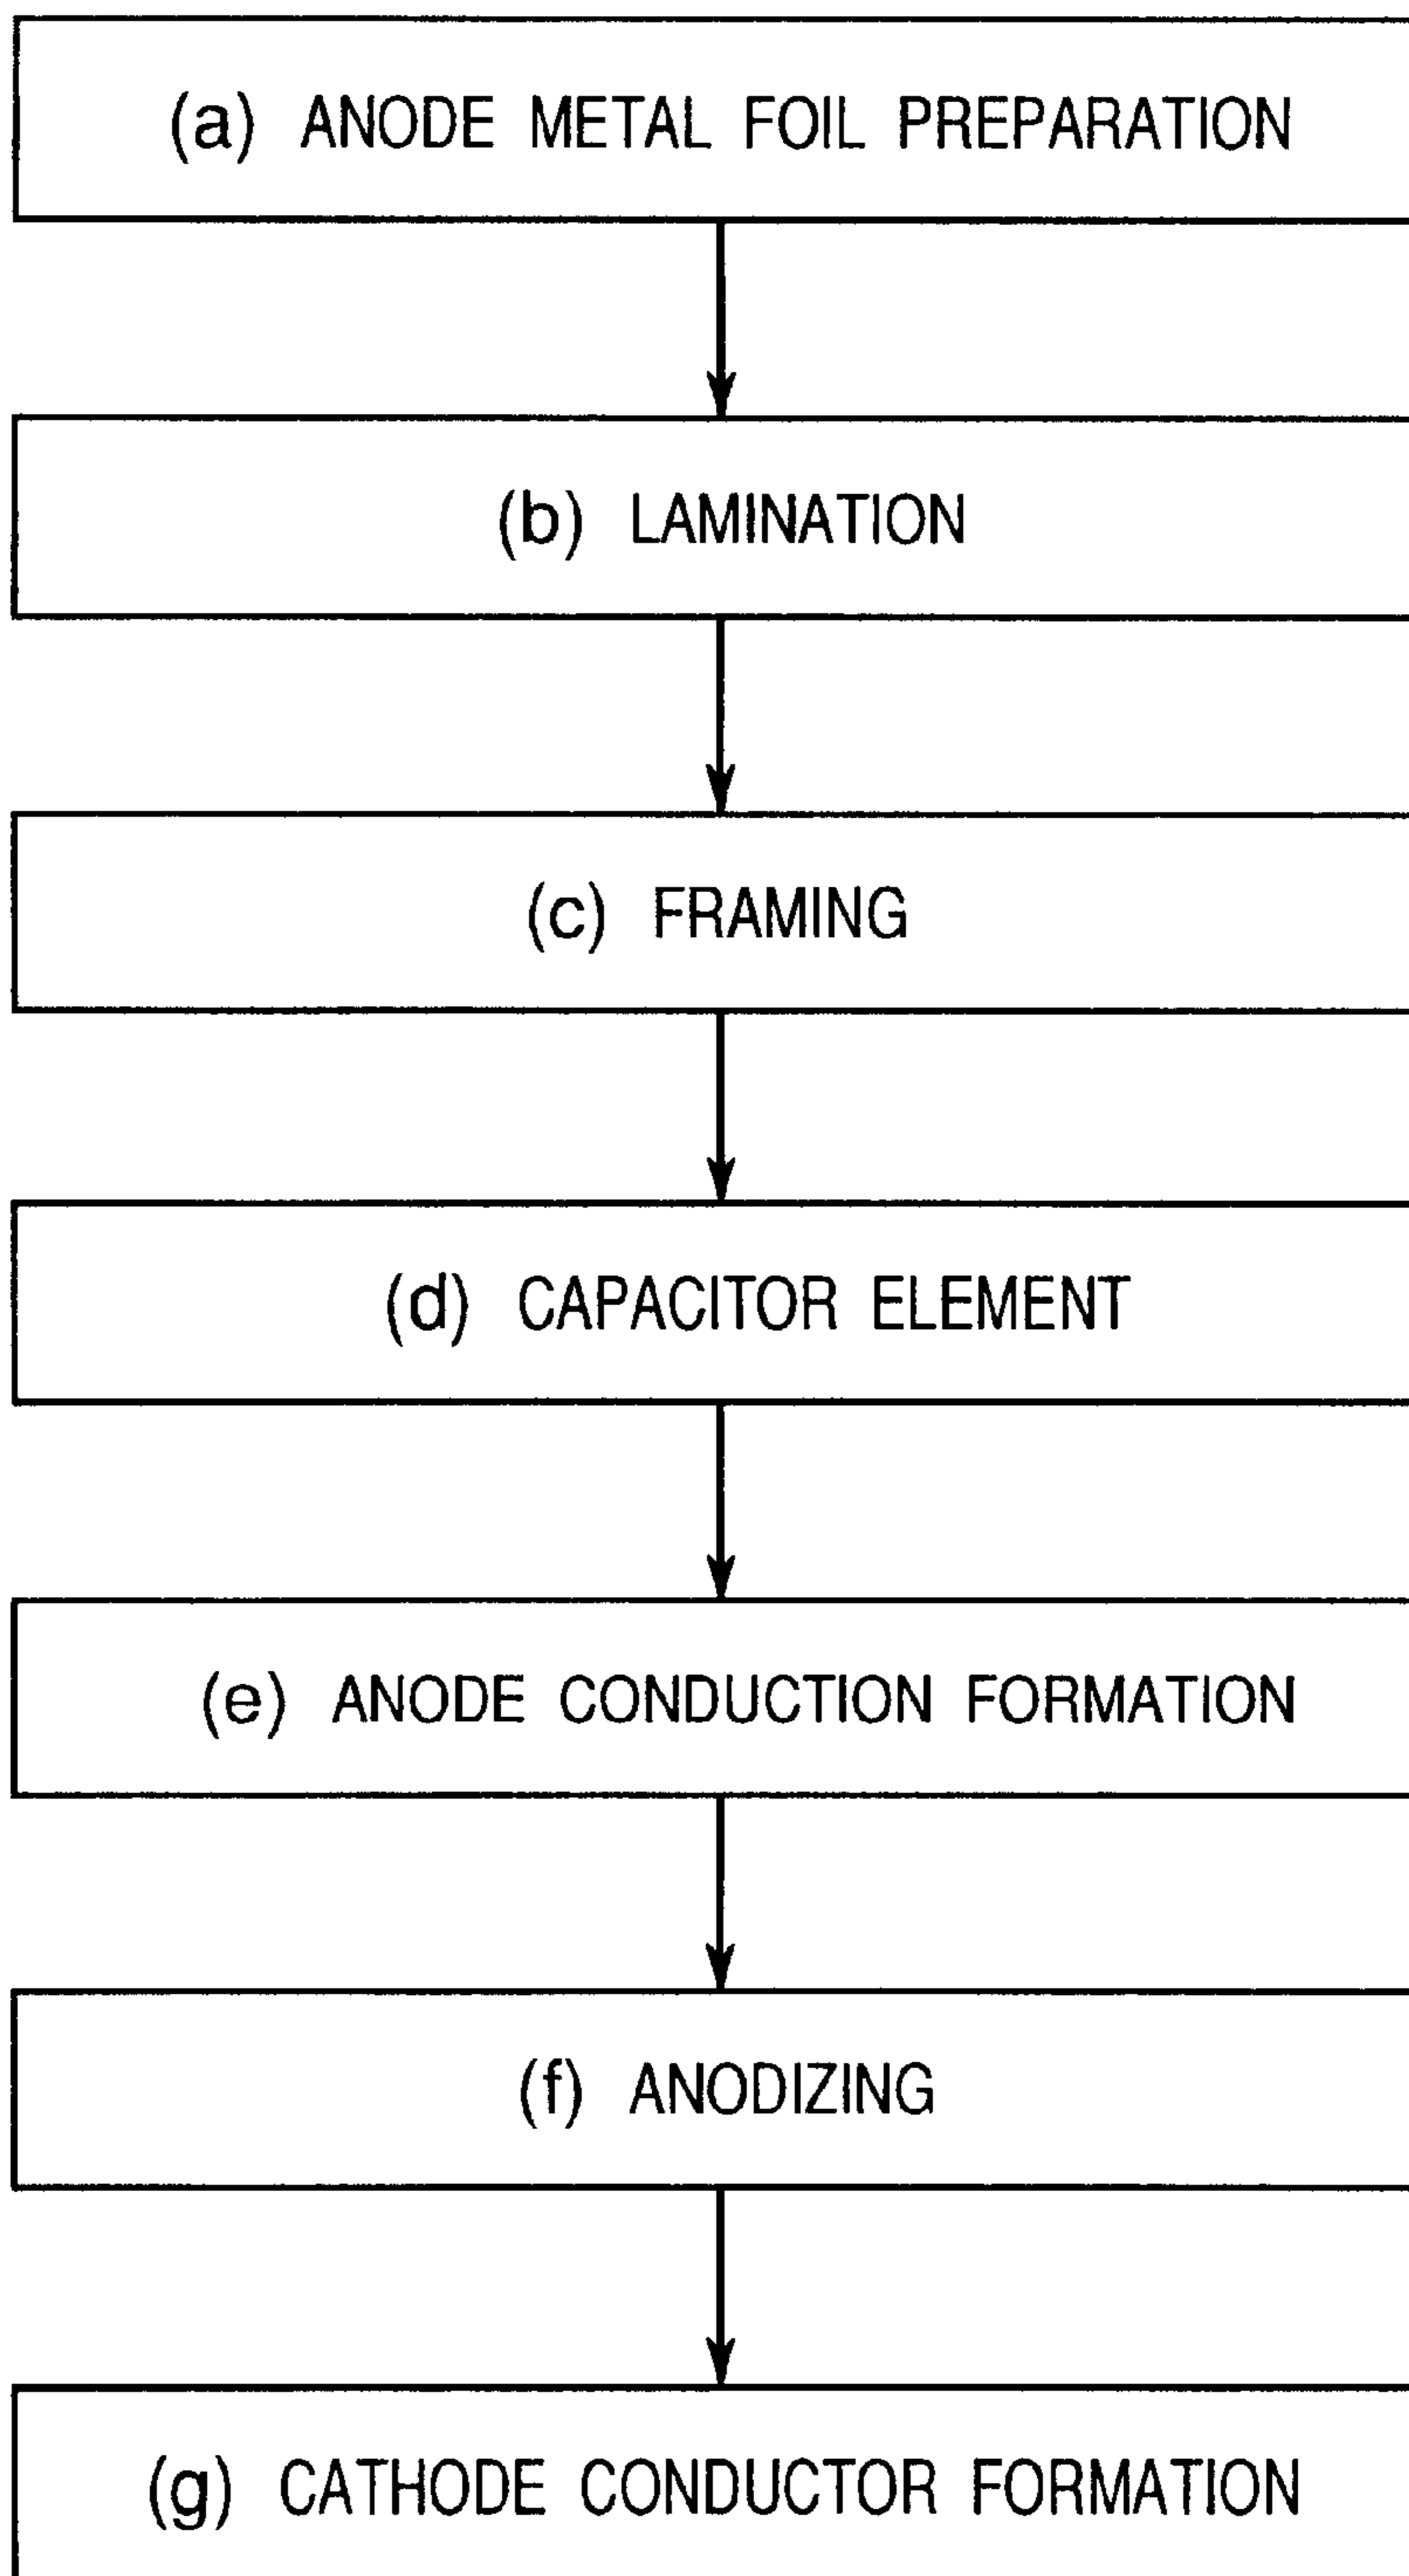 (a) ANODE METAL FOIL PREPARATION
(b) LAMINATION
(c) FRAMING
(d) CAPACITOR ELEMENT
(e) ANODE CONDUCTION FORMATION
(f) ANODIZING
(g) CATHODE CONDUCTOR FORMATION